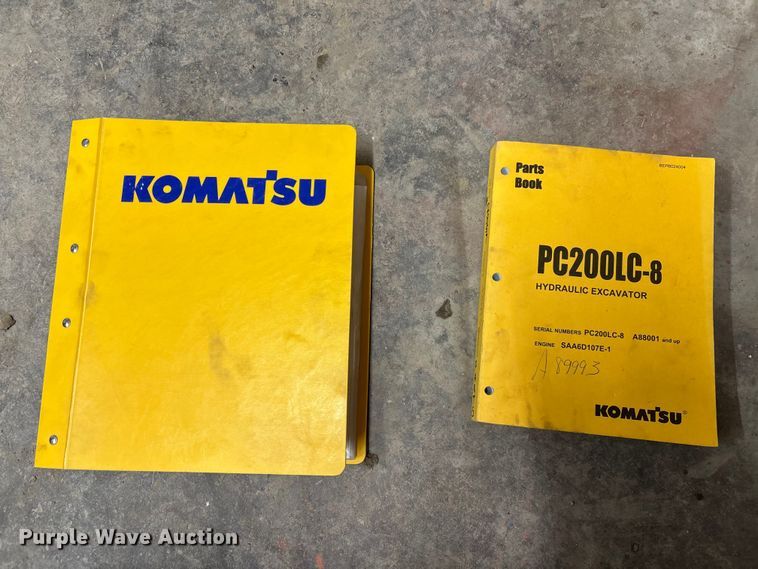 KOMATSU
Parts Book
BEPB024004
PC200LC-8
HYDRAULIC EXCAVATOR
SERIAL NUMBERS PC200LC-8 A88001 and up
ENGINE SAA6D107E-1
A89993
KOMATSU®
Purple Wave Auction